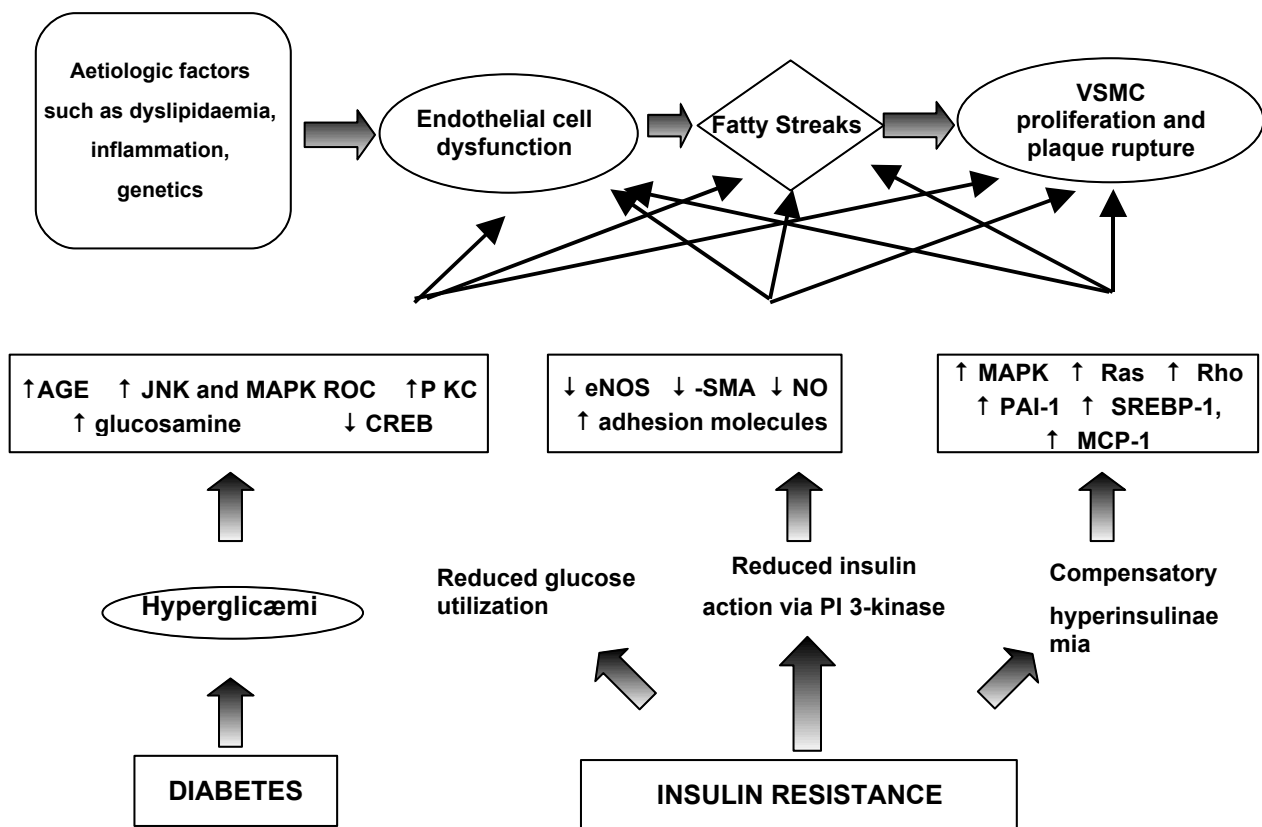 Aetiologic factors
such as dyslipidaemia,
inflammation,
genetics
Endothelial cell
dysfunction
Fatty Streaks
VSMC
proliferation and
plaque rupture
↑AGE ↑ JNK and MAPK ROC ↑P KC
↑ glucosamine ↓ CREB
↓ eNOS ↓ -SMA ↓ NO
↑ adhesion molecules
↑ MAPK ↑ Ras ↑ Rho
↑ PAI-1 ↑ SREBP-1,
↑ MCP-1
Hyperglicæmi
Reduced glucose
utilization
Reduced insulin
action via PI 3-kinase
Compensatory
hyperinsulinae
mia
DIABETES
INSULIN RESISTANCE